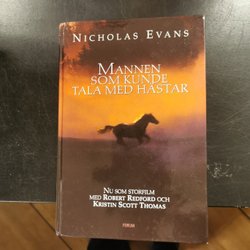 NICHOLAS EVANS
MANNEN
SOM KUNDE
TALA MED HÄSTAR
NU SOM STORFILM
MED ROBERT REDFORD OCH
KRISTIN SCOTT THOMAS
FORUM